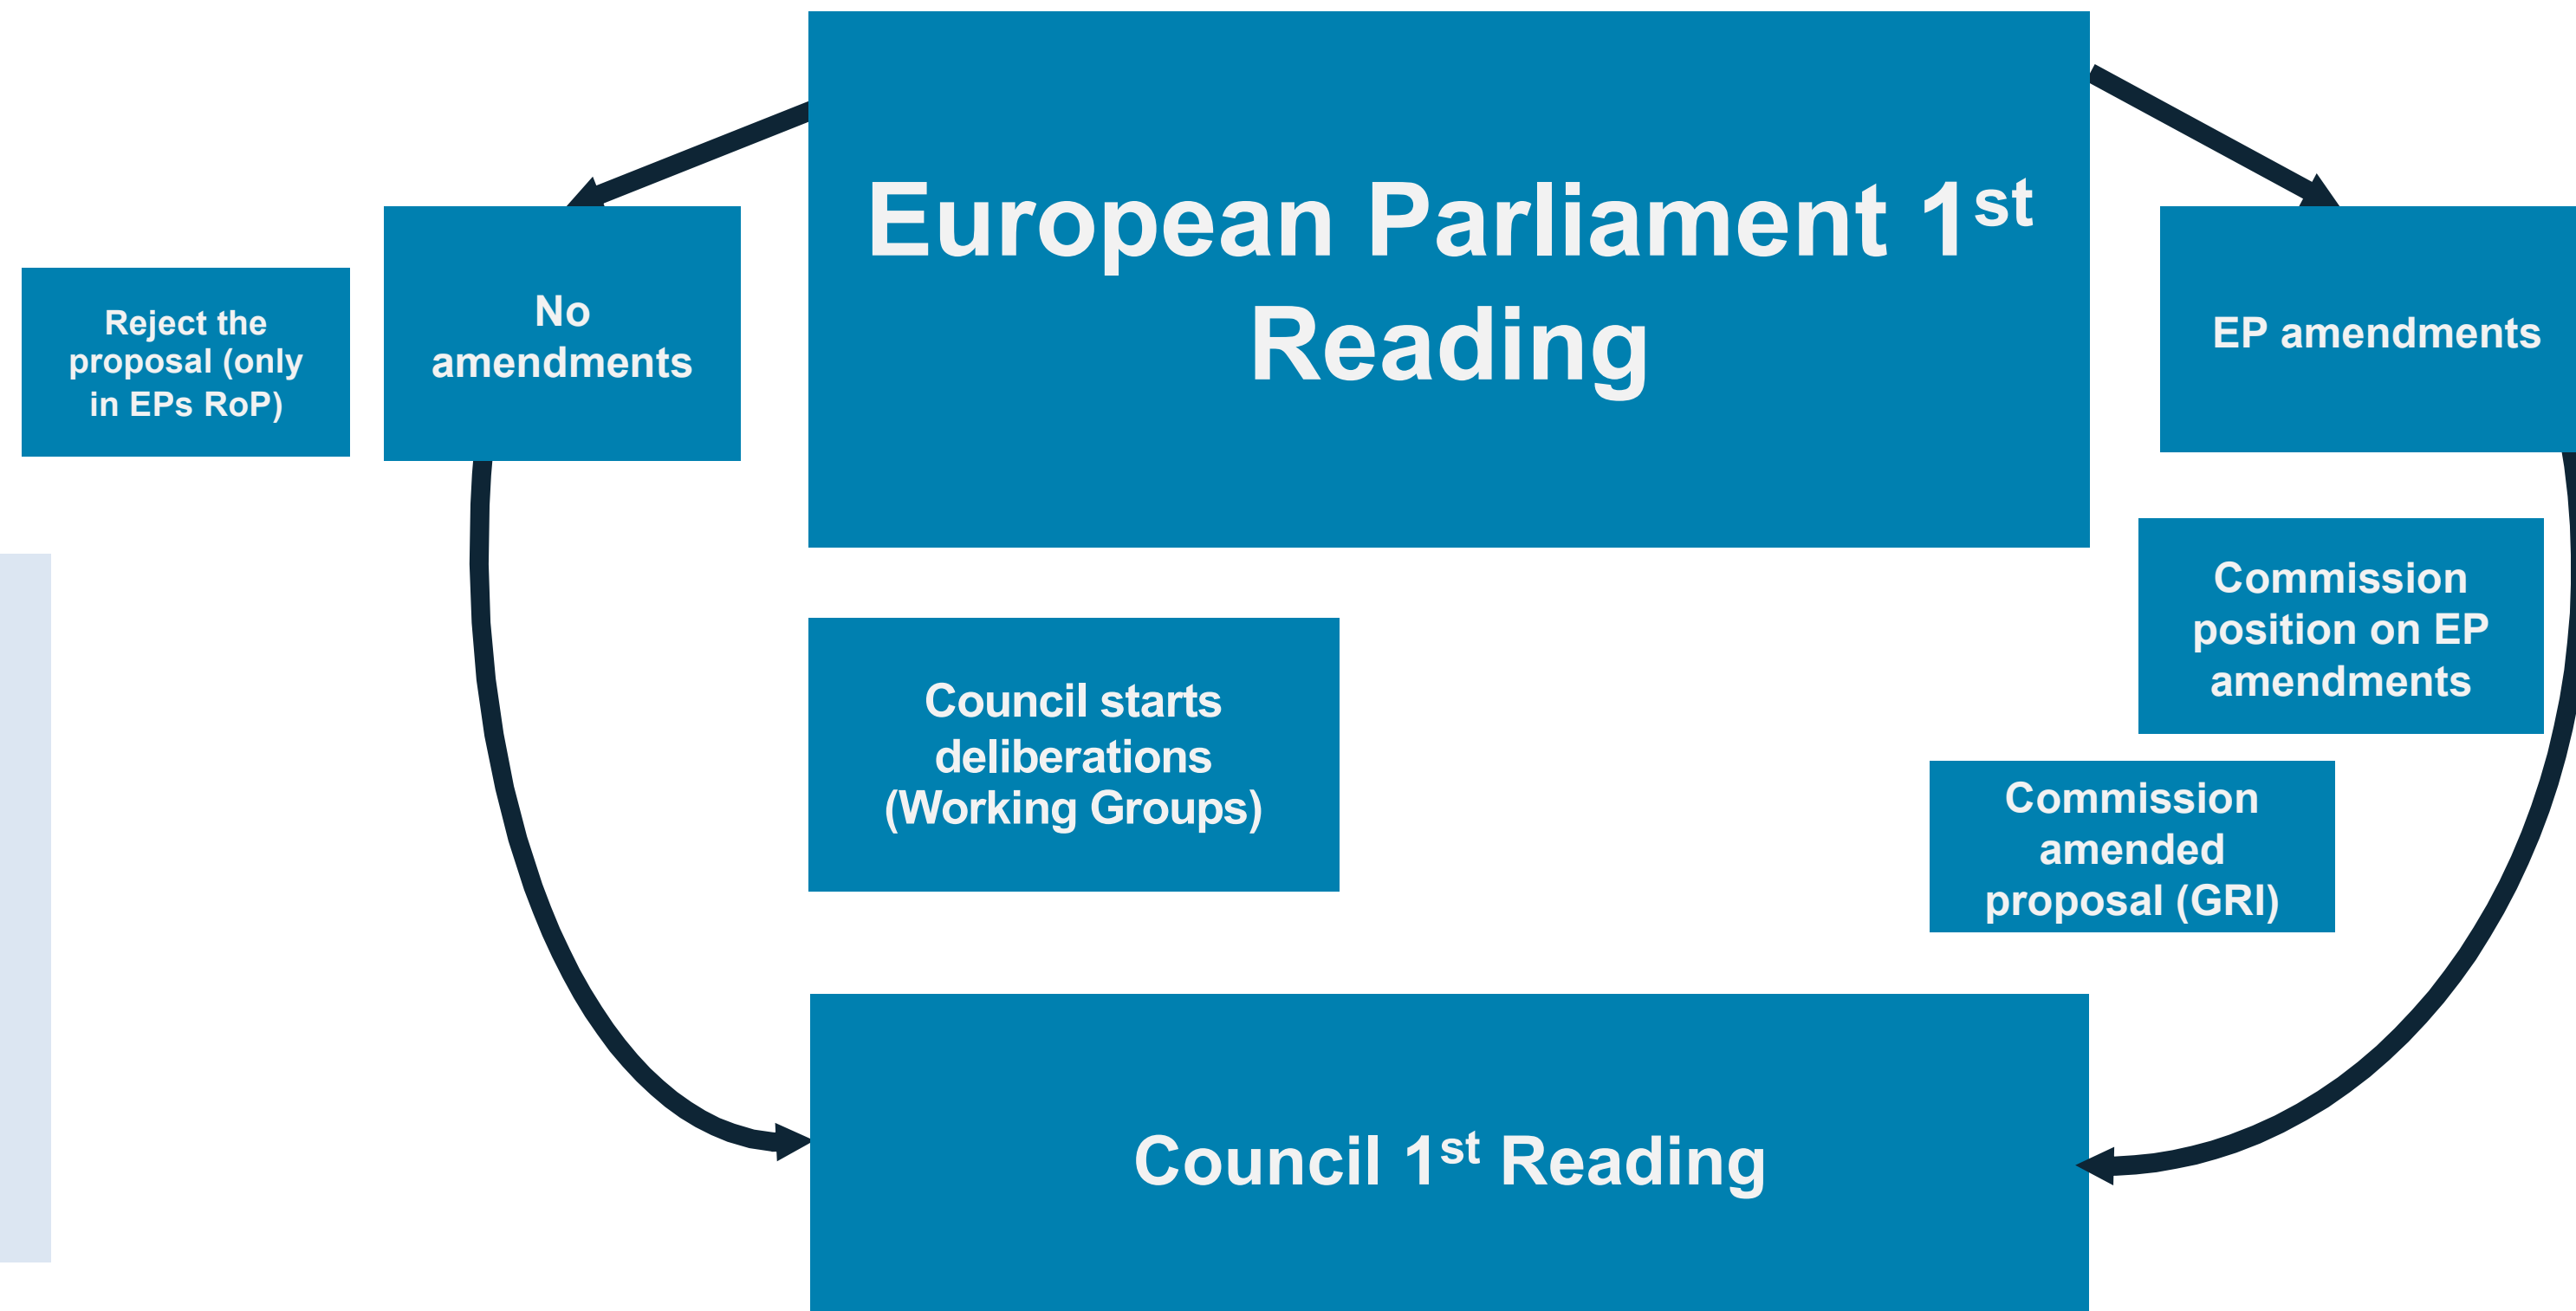 European Parliament 1st
Reading
Reject the
proposal (only
in EPs RoP)
No
amendments
EP amendments
Commission
position on EP
amendments
Council starts
deliberations
(Working Groups)
Commission
amended
proposal (GRI)
Council 1st Reading